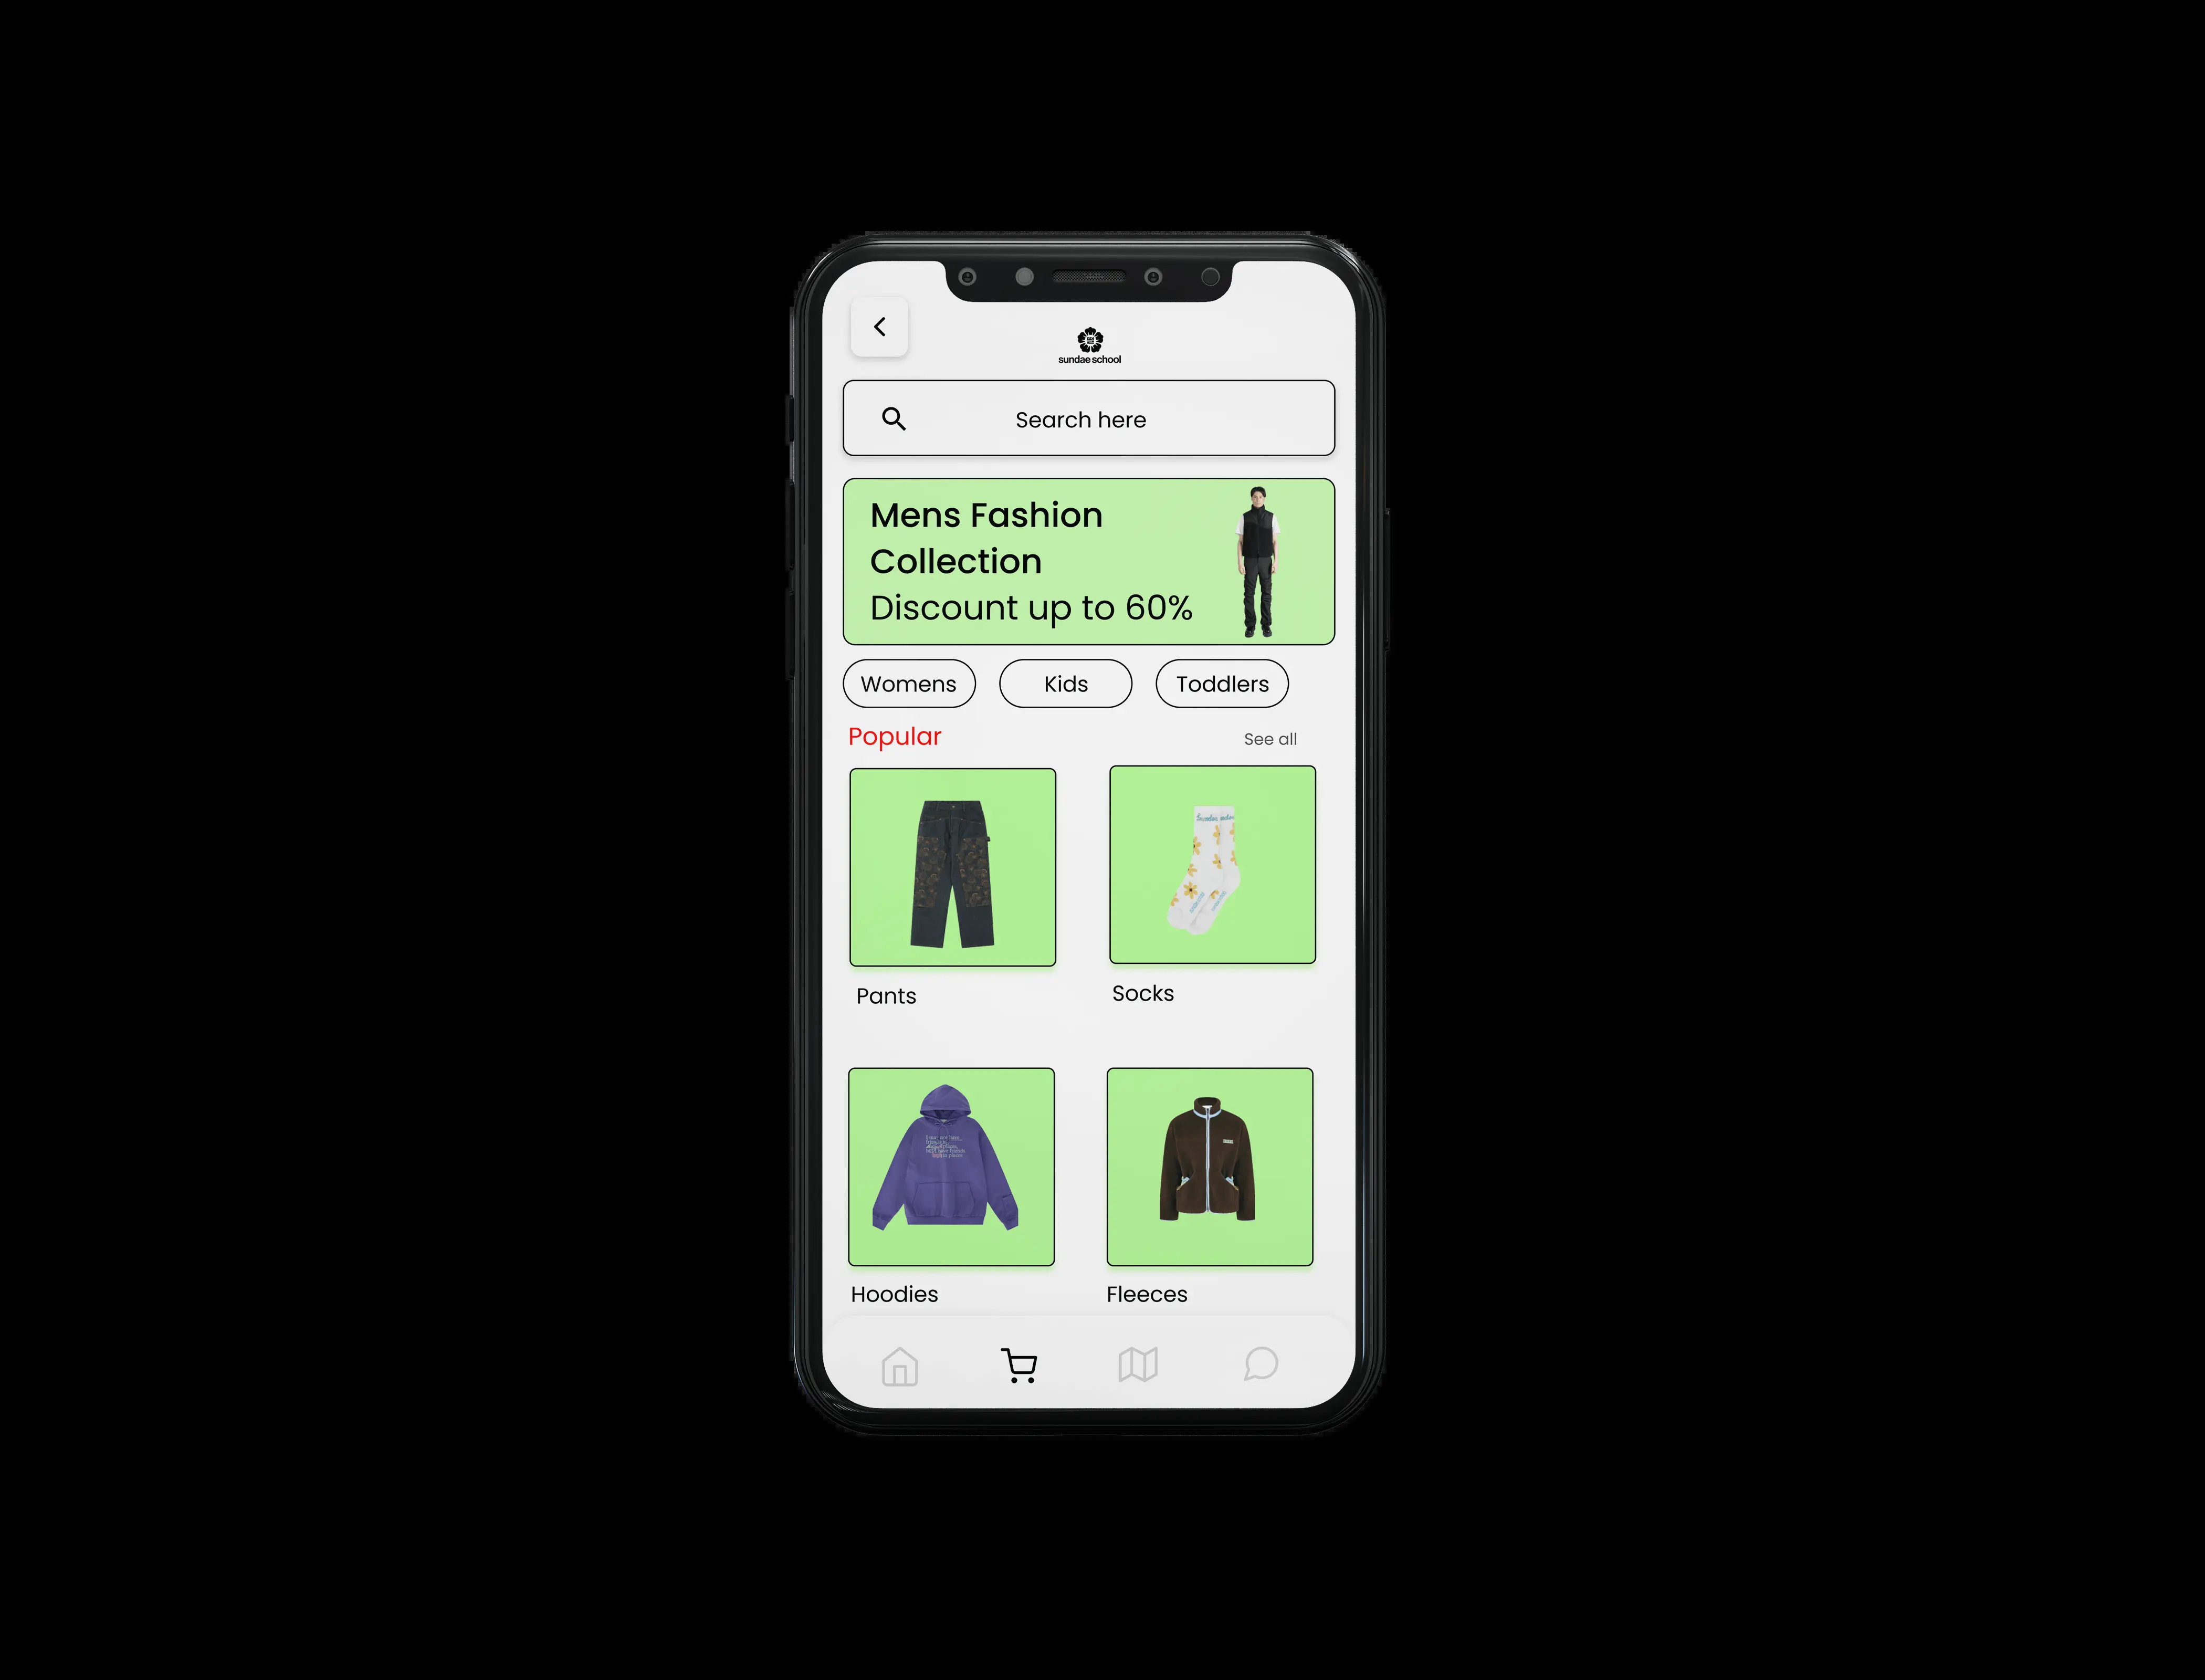 sundae school
Search here
Mens Fashion
Collection
Discount up to 60%
Womens
Kids
Toddlers
Popular
See all
Pants
Socks
Hoodies
Fleeces